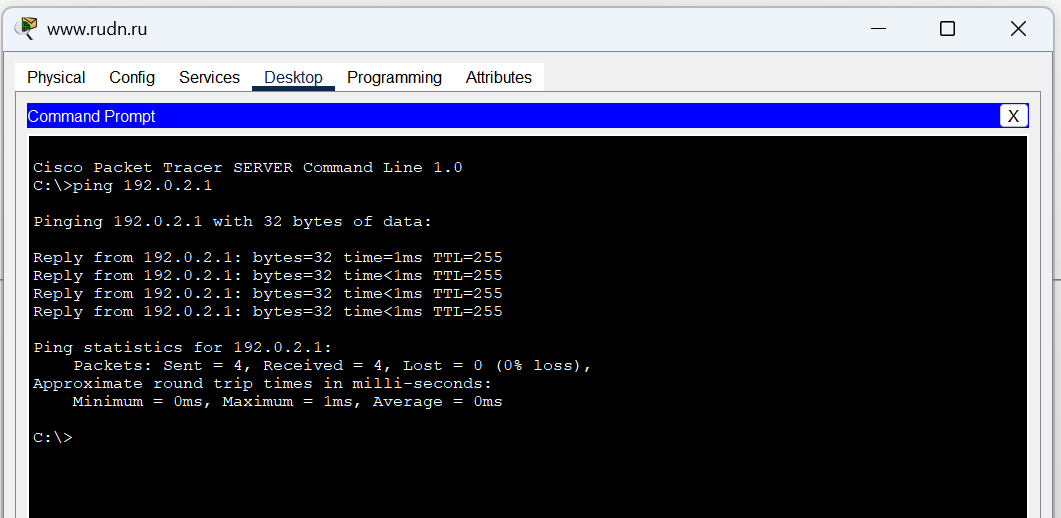 www.rudn.ru
Physical Config Services Desktop Programming Attributes
Command Prompt X
Cisco Packet Tracer SERVER Command Line 1.0
C:\>ping 192.0.2.1
Pinging 192.0.2.1 with 32 bytes of data:
Reply from 192.0.2.1: bytes=32 time=1ms TTL=255
Reply from 192.0.2.1: bytes=32 time<1ms TTL=255
Reply from 192.0.2.1: bytes=32 time<1ms TTL=255
Reply from 192.0.2.1: bytes=32 time<1ms TTL=255
Ping statistics for 192.0.2.1:
    Packets: Sent = 4, Received = 4, Lost = 0 (0% loss),
Approximate round trip times in milli-seconds:
    Minimum = 0ms, Maximum = 1ms, Average = 0ms
C:\>